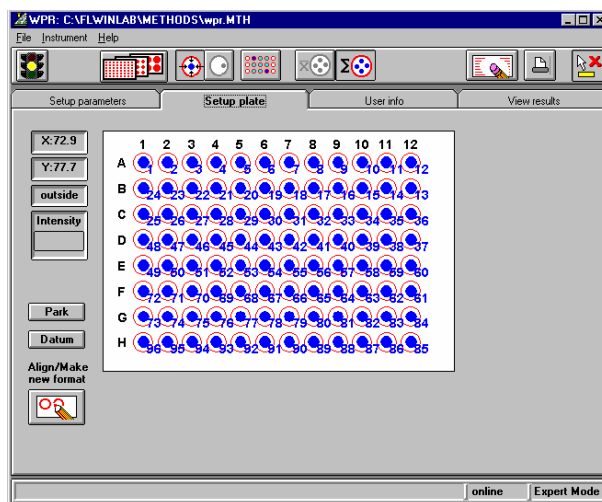 WPR: C:\FLWINLAB\METHODS\wpr.MTH
File Instrument Help
Setup parameters Setup plate User info View results
X:72.9
Y:77.7
outside
Intensity
Park
Datum
Align/Make
new format
1 2 3 4 5 6 7 8 9 10 11 12
A 1 2 3 4 5 6 7 8 9 10 11 12
B 24 23 22 21 20 19 18 17 16 15 14 13
C 25 26 27 28 29 30 31 32 33 34 35 36
D 48 47 46 45 44 43 42 41 40 39 38 37
E 49 50 51 52 53 54 55 56 57 58 59 60
F 72 71 70 69 68 67 66 65 64 63 62 61
G 73 74 75 76 77 78 79 80 81 82 83 84
H 96 95 94 93 92 91 90 89 88 87 86 85
online Expert Mode